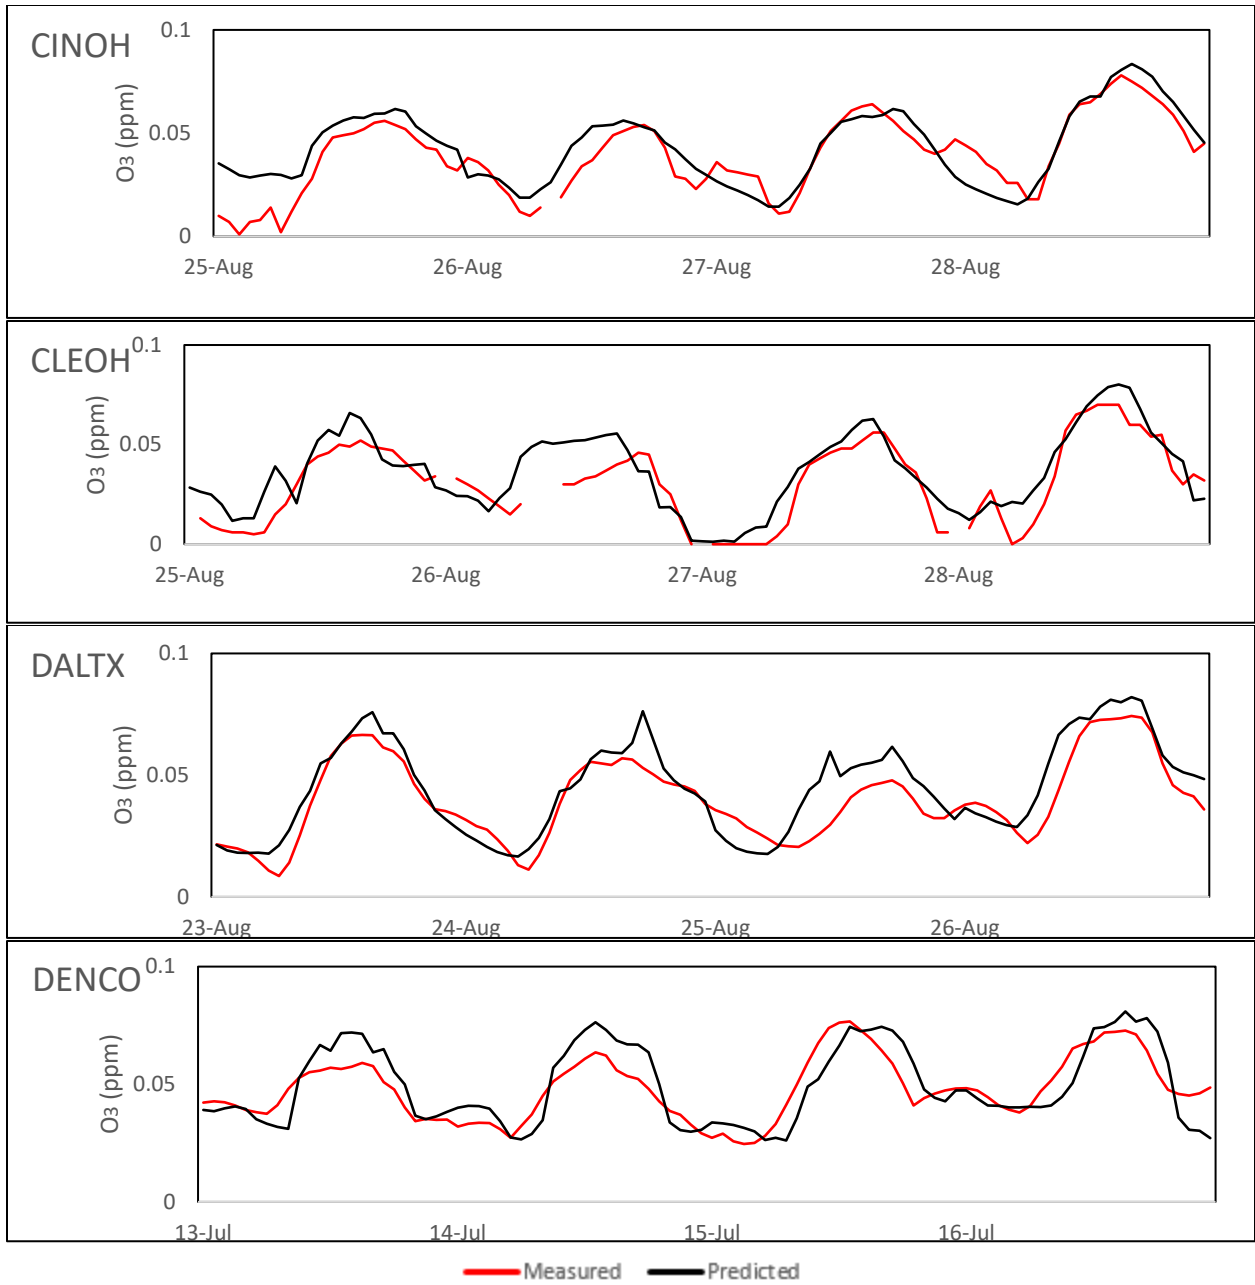 CINOH
0.1
0.05
0
O3 (ppm)
25-Aug 26-Aug 27-Aug 28-Aug
CLEOH
0.1
0.05
0
O3 (ppm)
25-Aug 26-Aug 27-Aug 28-Aug
DALTX
0.1
0.05
0
O3 (ppm)
23-Aug 24-Aug 25-Aug 26-Aug
DENCO
0.1
0.05
0
O3 (ppm)
13-Jul 14-Jul 15-Jul 16-Jul
Measured Predicted